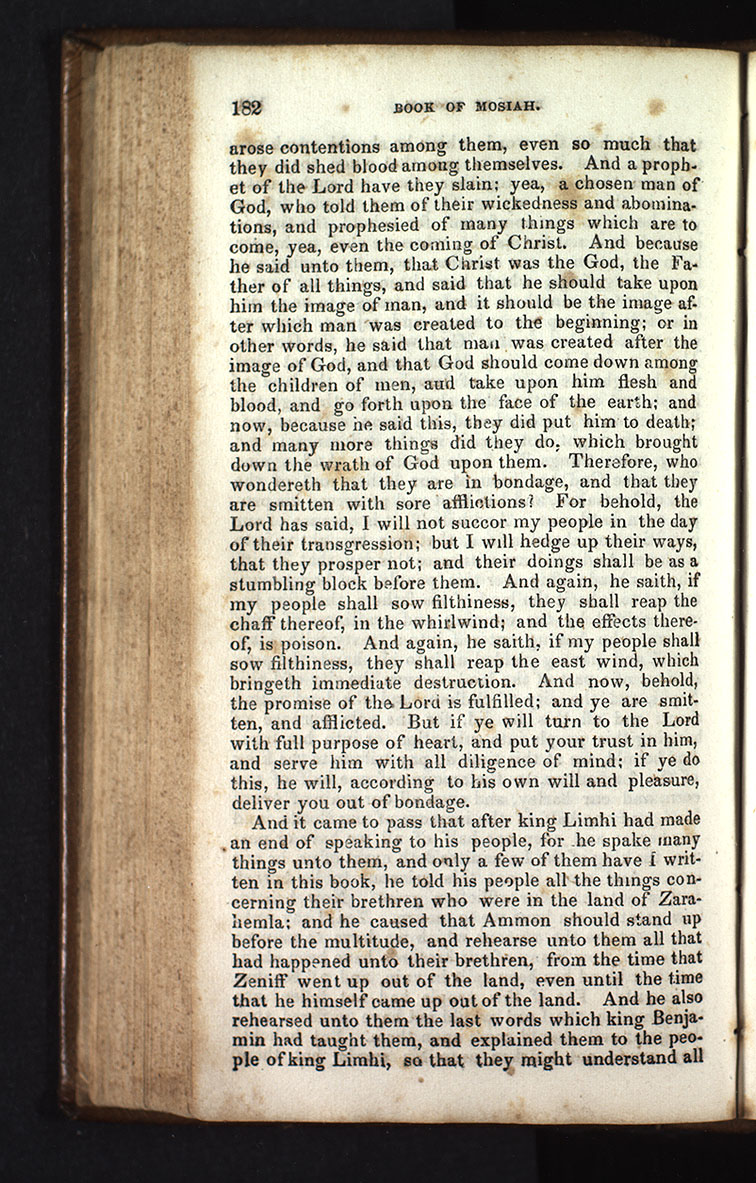 182 BOOK OF MOSIAH.
arose contentions among them, even so much that
they did shed blood among themselves. And a proph-
et of the Lord have they slain; yea, a chosen man of
God, who told them of their wickedness and abomina-
tions, and prophesied of many things which are to
come, yea, even the coming of Christ. And because
he said unto them, that Christ was the God, the Fa-
ther of all things, and said that he should take upon
him the image of man, and it should be the image af-
ter which man was created to the beginning; or in
other words, he said that man was created after the
image of God, and that God should come down among
the children of men, and take upon him flesh and
blood, and go forth upon the face of the earth; and
now, because he said this, they did put him to death;
and many more things did they do, which brought
down the wrath of God upon them. Therefore, who
wondereth that they are in bondage, and that they
are smitten with sore afflictions? For behold, the
Lord has said, I will not succor my people in the day
of their transgression; but I will hedge up their ways,
that they prosper not; and their doings shall be as a
stumbling block before them. And again, he saith, if
my people shall sow filthiness, they shall reap the
chaff thereof, in the whirlwind; and the effects there-
of, is poison. And again, he saith, if my people shall
sow filthiness, they shall reap the east wind, which
bringeth immediate destruction. And now, behold,
the promise of the Lord is fulfilled; and ye are smit-
ten, and afflicted. But if ye will turn to the Lord
with full purpose of heart, and put your trust in him,
and serve him with all diligence of mind; if ye do
this, he will, according to his own will and pleasure,
deliver you out of bondage.
And it came to pass that after king Limhi had made
an end of speaking to his people, for he spake many
things unto them, and only a few of them have I writ-
ten in this book, he told his people all the things con-
cerning their brethren who were in the land of Zara-
hemla; and he caused that Ammon should stand up
before the multitude, and rehearse unto them all that
had happened unto their brethren, from the time that
Zeniff went up out of the land, even until the time
that he himself came up out of the land. And he also
rehearsed unto them the last words which king Benja-
min had taught them, and explained them to the peo-
ple of king Limhi, so that they might understand all